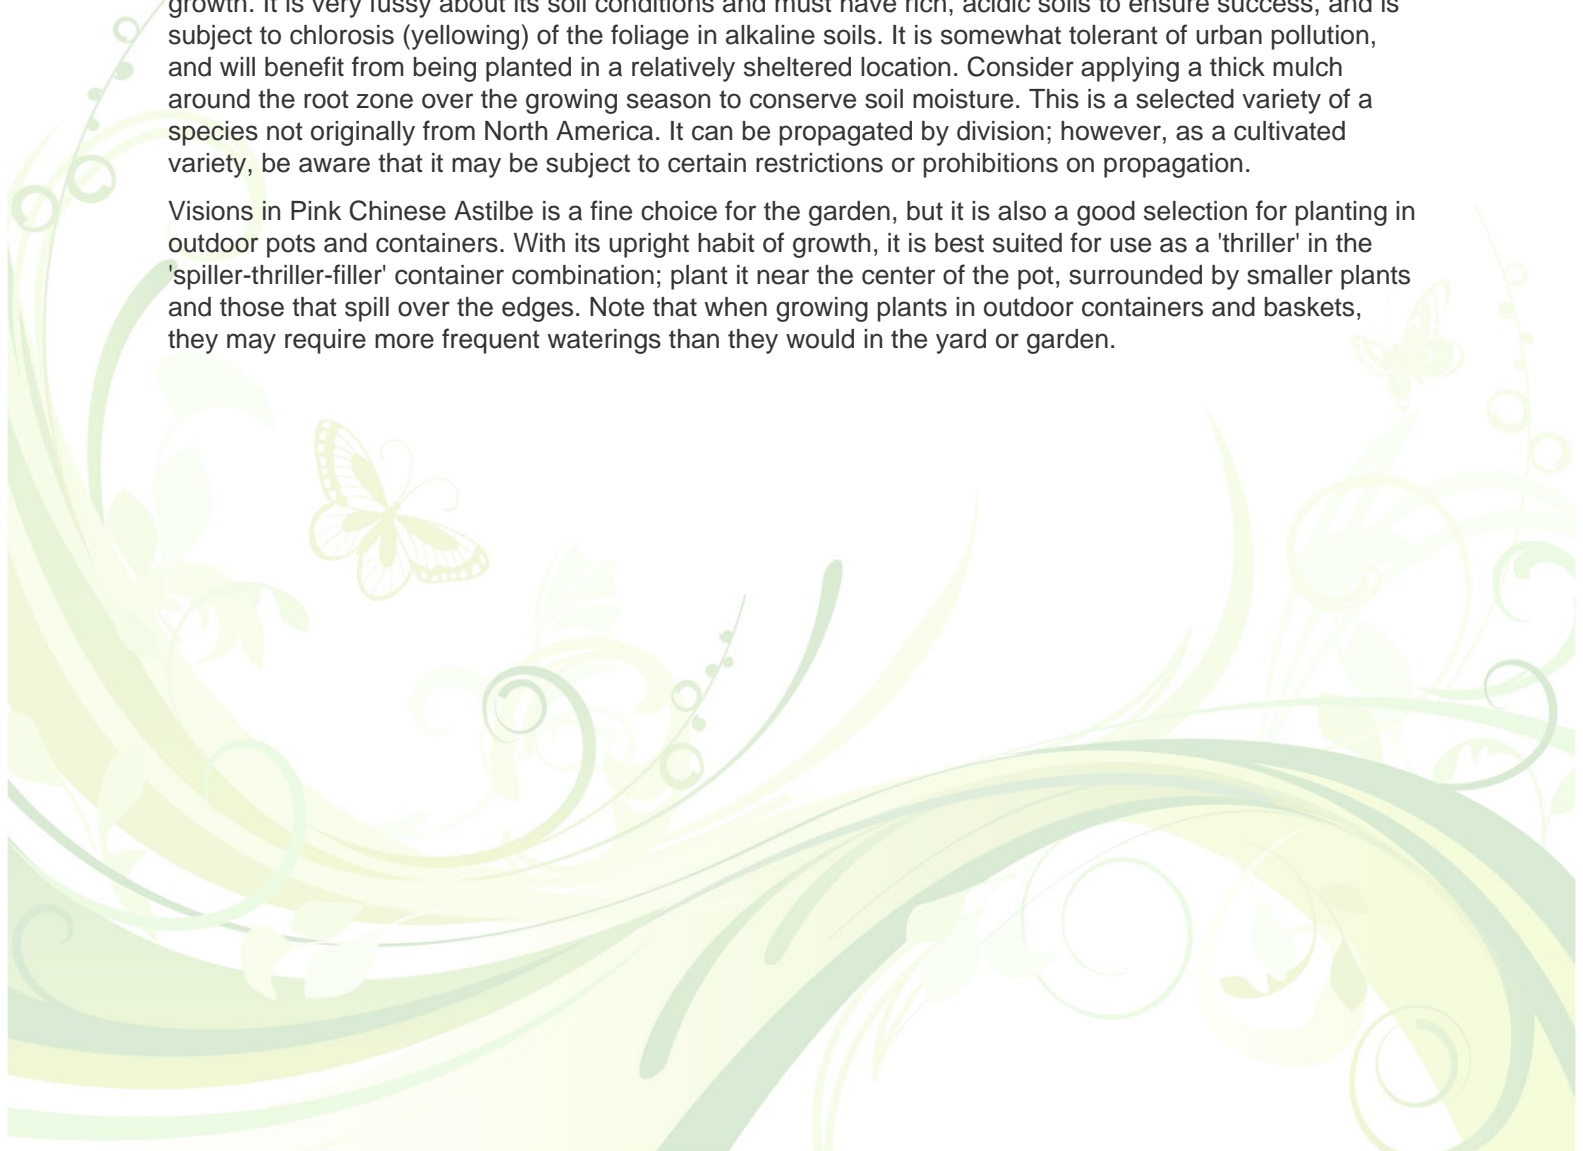 growth. It is very fussy about its soil conditions and must have rich, acidic soils to ensure success, and is
subject to chlorosis (yellowing) of the foliage in alkaline soils. It is somewhat tolerant of urban pollution,
and will benefit from being planted in a relatively sheltered location. Consider applying a thick mulch
around the root zone over the growing season to conserve soil moisture. This is a selected variety of a
species not originally from North America. It can be propagated by division; however, as a cultivated
variety, be aware that it may be subject to certain restrictions or prohibitions on propagation.
Visions in Pink Chinese Astilbe is a fine choice for the garden, but it is also a good selection for planting in
outdoor pots and containers. With its upright habit of growth, it is best suited for use as a 'thriller' in the
'spiller-thriller-filler' container combination; plant it near the center of the pot, surrounded by smaller plants
and those that spill over the edges. Note that when growing plants in outdoor containers and baskets,
they may require more frequent waterings than they would in the yard or garden.